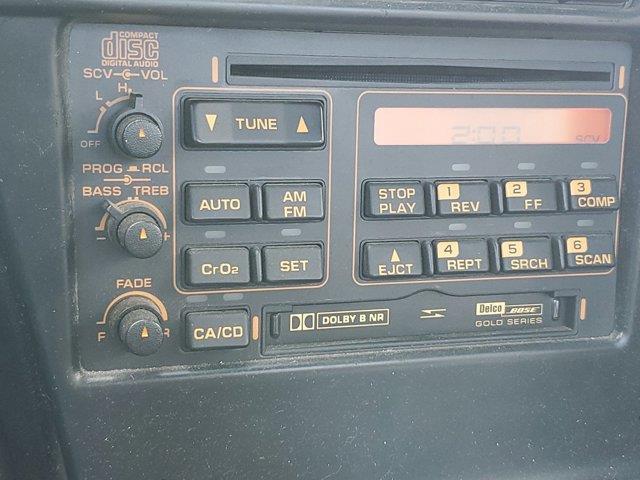 COMPACT
disc
DIGITAL AUDIO
SCV VOL
H
L
OFF
PROG RCL
BASS TREB
- +
FADE
F R
TUNE
AUTO
AM
FM
CrO2
SET
CA/CD
2:00
SCV
STOP
PLAY
1
REV
2
FF
3
COMP
EJCT
4
REPT
5
SRCH
6
SCAN
DOLBY B NR
Delco BOSE
GOLD SERIES